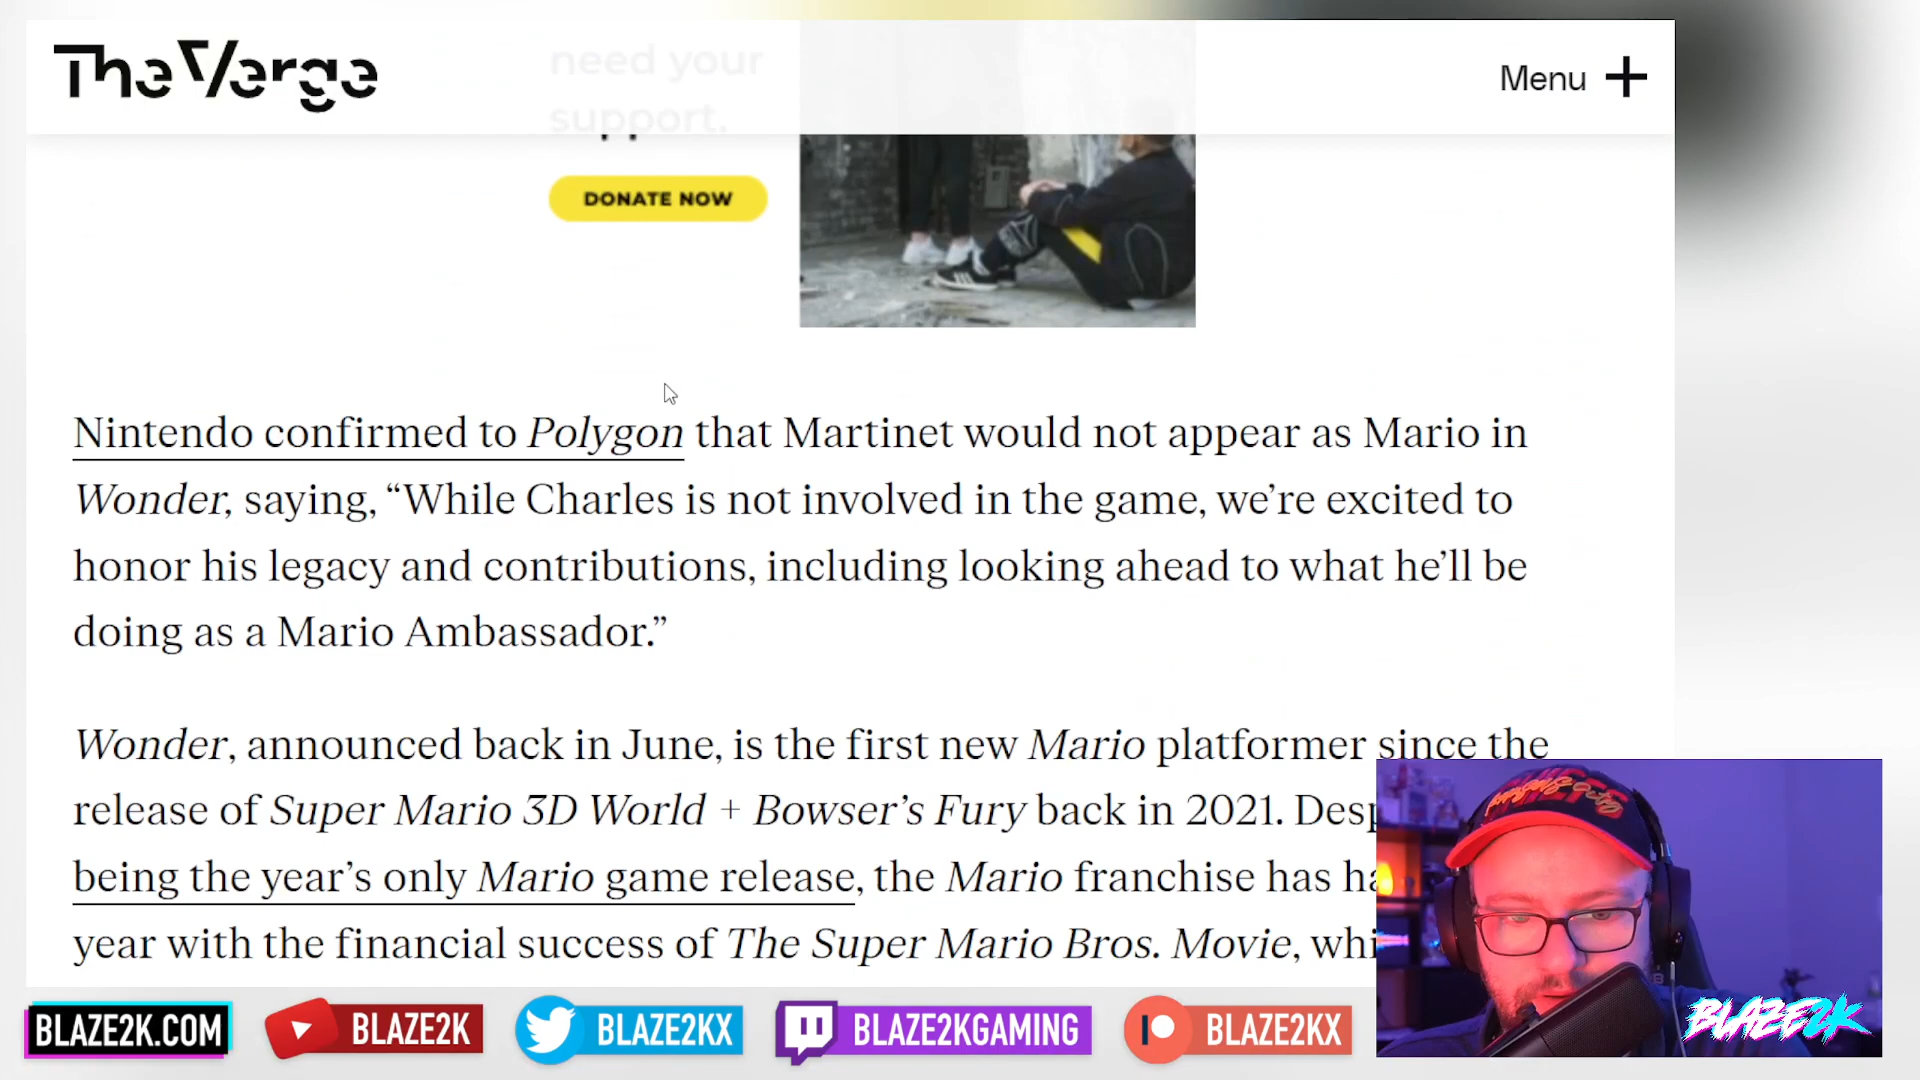 The Verge
Menu
need your
support.
DONATE NOW
Nintendo confirmed to Polygon that Martinet would not appear as Mario in
Wonder, saying, “While Charles is not involved in the game, we’re excited to
honor his legacy and contributions, including looking ahead to what he’ll be
doing as a Mario Ambassador.”
Wonder, announced back in June, is the first new Mario platformer since the
release of Super Mario 3D World + Bowser’s Fury back in 2021.
being the year’s only Mario game release, the Mario franchise has
year with the financial success of The Super Mario Bros. Movie,
BLAZE2K.COM
BLAZE2K
BLAZE2KX
BLAZE2KGAMING
BLAZE2KX
BLAZE2K